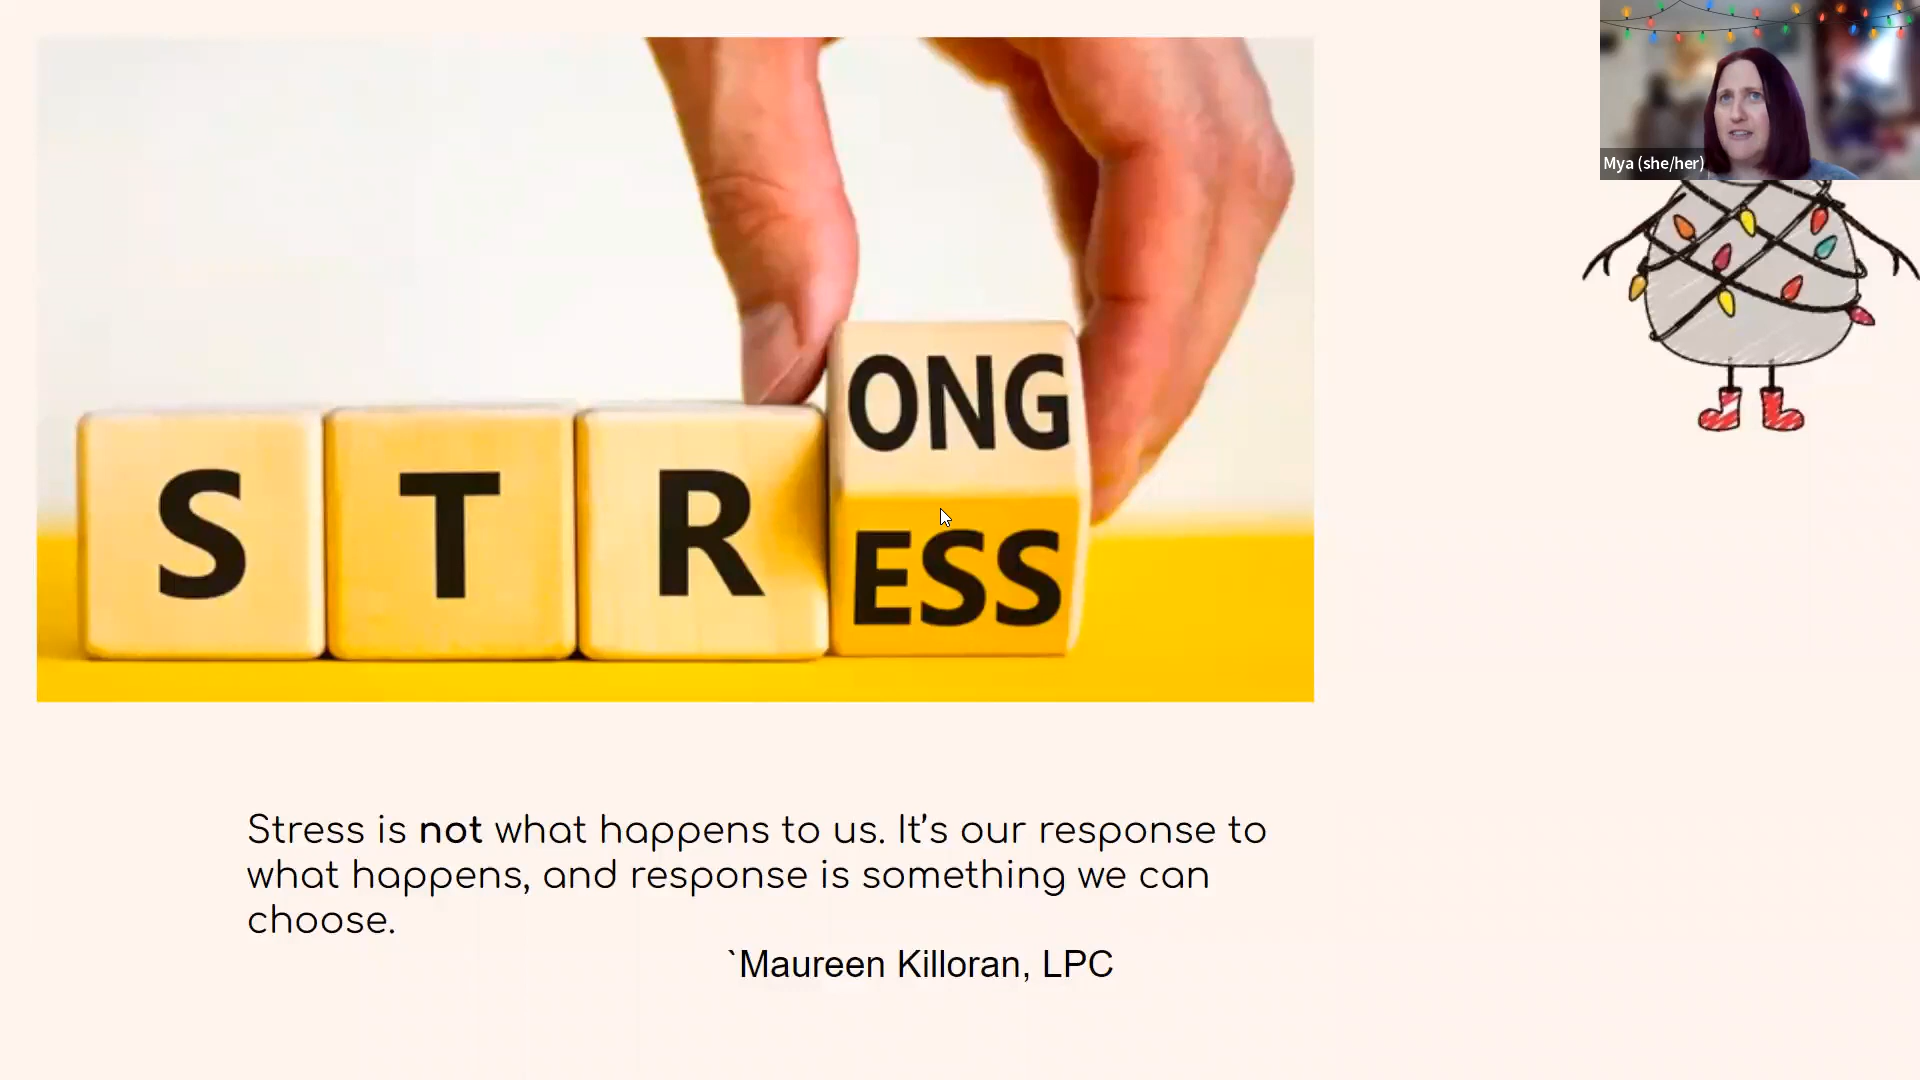 Mya (she/her)
ONG
S T R ESS
Stress is not what happens to us. It’s our response to
what happens, and response is something we can
choose.
`Maureen Killoran, LPC